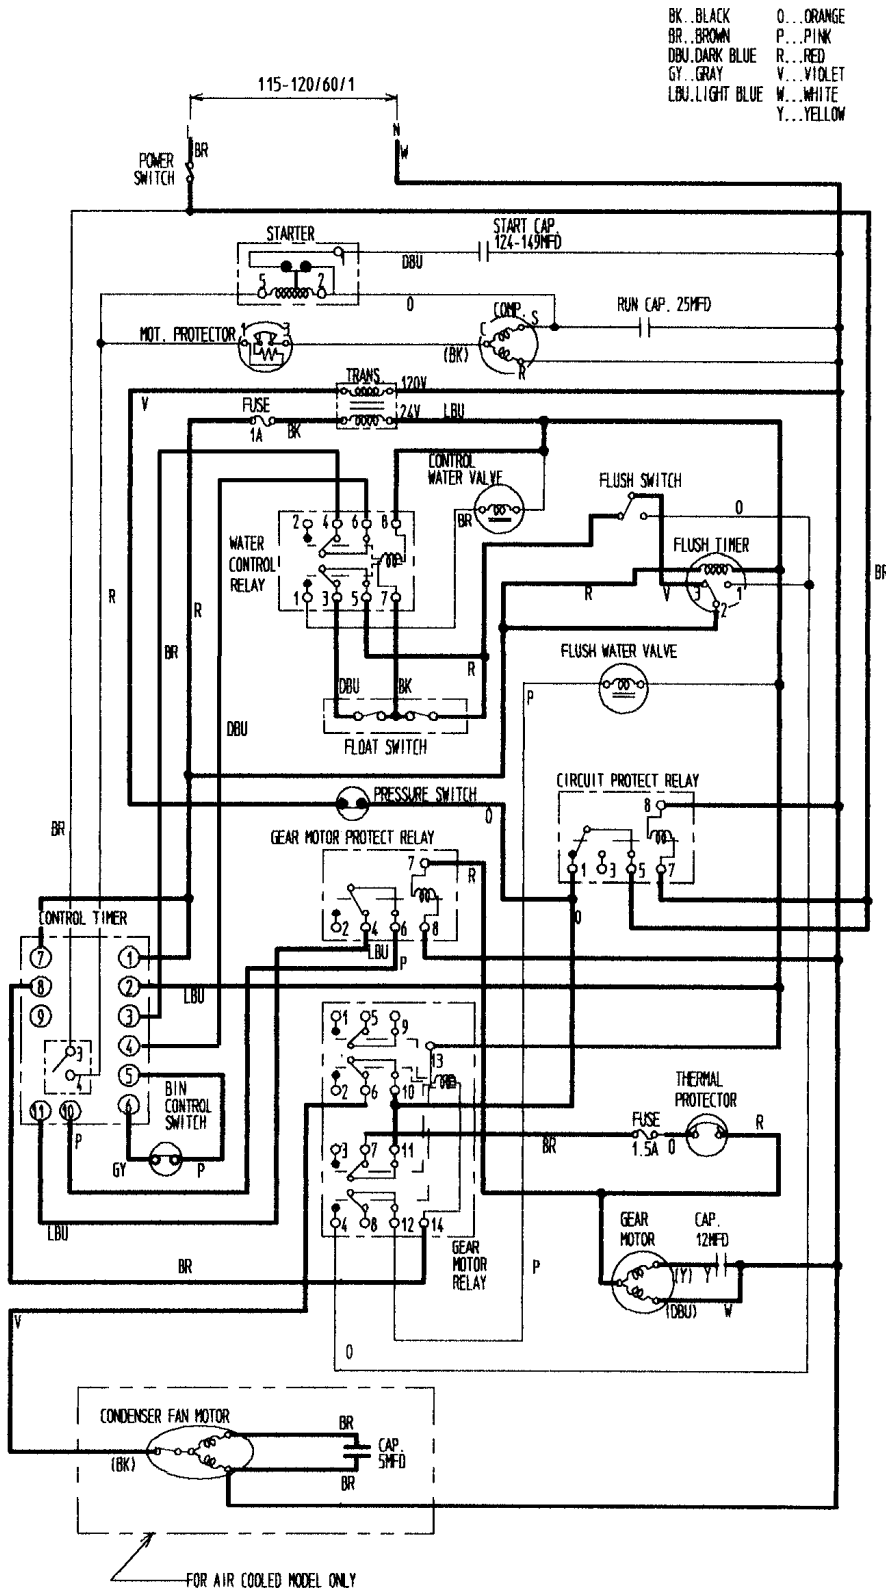 BK..BLACK O...ORANGE
BR..BROWN P...PINK
DBU.DARK BLUE R...RED
GY..GRAY V...VIOLET
LBU.LIGHT BLUE W...WHITE
Y...YELLOW
115-120/60/1
L N
BR W
POWER
SWITCH
STARTER
START CAP.
124-149MFD
DBU
5 2
O
COMP. S
RUN CAP. 25MFD
MOT. PROTECTOR 1 3
(BK) C
R
TRANS.
120V
V
FUSE
1A
BK
24V
LBU
CONTROL
WATER VALVE
FLUSH SWITCH
BR
O
2 4 6 8
WATER
CONTROL
RELAY
FLUSH TIMER
BR
R
R
R
V
3 1
2
1 3 5 7
BR
R
FLUSH WATER VALVE
DBU
BK
P
DBU
FLOAT SWITCH
CIRCUIT PROTECT RELAY
PRESSURE SWITCH
O
8
BR
GEAR MOTOR PROTECT RELAY
7
R
1 3 5 7
2 4 6 8
O
CONTROL TIMER
LBU
P
7 1
8 2
LBU
9 3
1 5 9
4
3
13
4
5
BIN
CONTROL
SWITCH
2 6 10
THERMAL
PROTECTOR
11 10 6
FUSE
1.5A
O
R
P
3 7 11
BR
GY P
4 8 12 14
LBU
GEAR
MOTOR
RELAY
GEAR
MOTOR
CAP.
12MFD
BR
P
(Y) Y
(DBU) W
V
O
CONDENSER FAN MOTOR
BR
(BK)
CAP.
5MFD
BR
FOR AIR COOLED MODEL ONLY